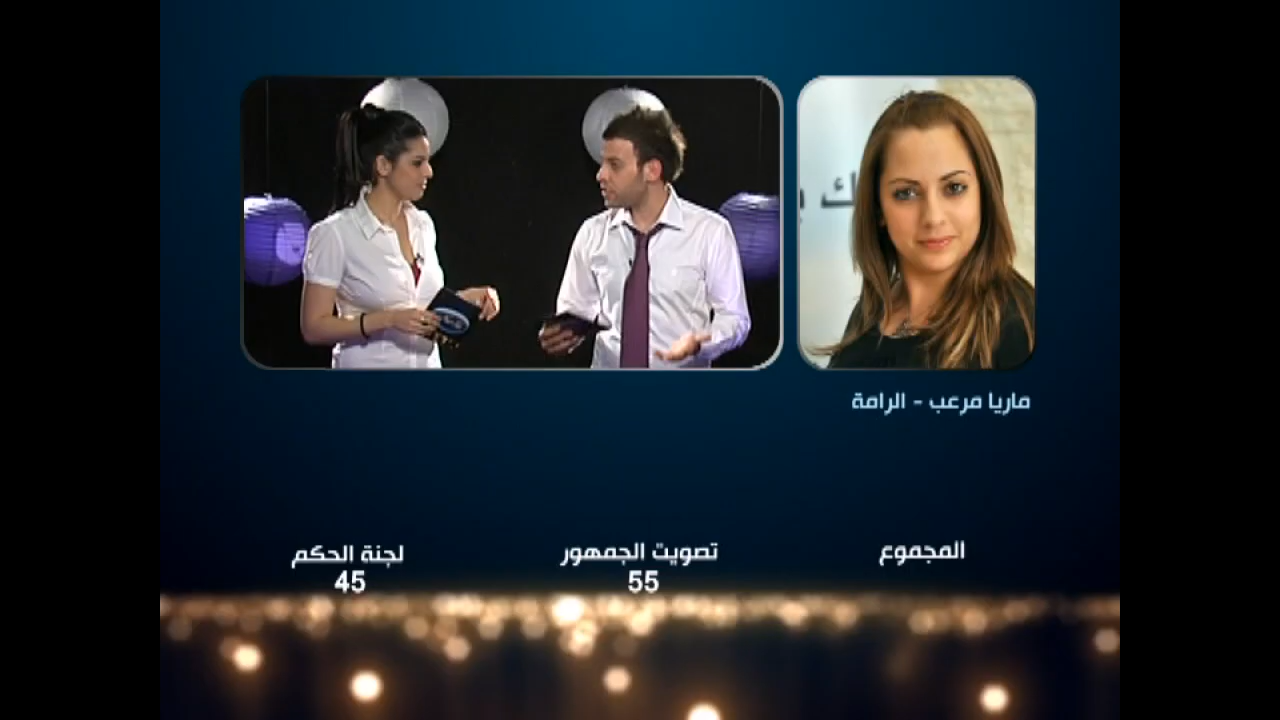 ماريا مرعب - الرامة
المجموع
تصويت الجمهور
55
لجنة الحكم
45